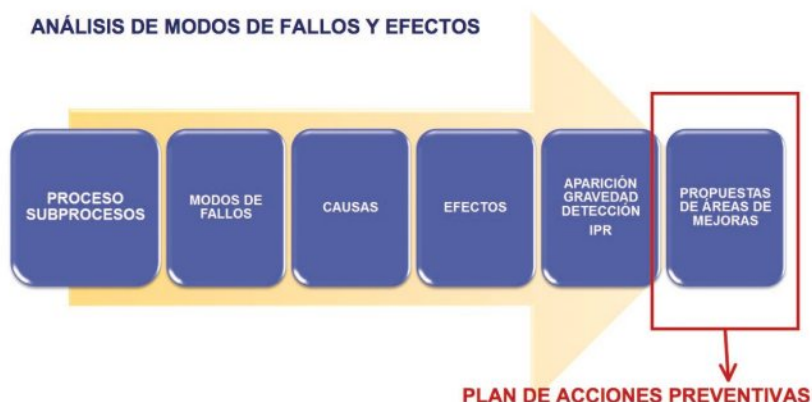 ANÁLISIS DE MODOS DE FALLOS Y EFECTOS
PROCESO
SUBPROCESOS
MODOS DE
FALLOS
CAUSAS
EFECTOS
APARICIÓN
GRAVEDAD
DETECCIÓN
IPR
PROPUESTAS
DE ÁREAS DE
MEJORAS
PLAN DE ACCIONES PREVENTIVAS